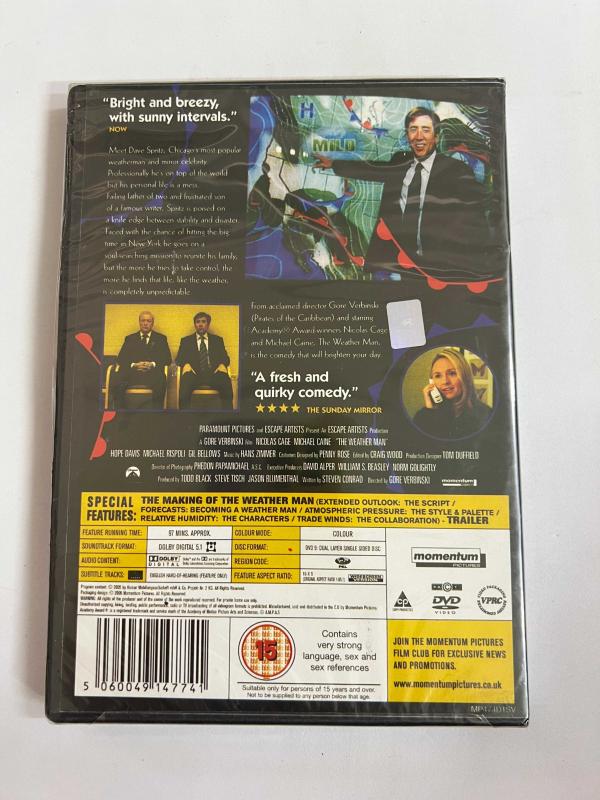 "Bright and breezy,
with sunny intervals."
NOW
H
MILD
Meet Dave Spritz, Chicago's most popular
weatherman and minor celebrity.
Professionally he's on top of the world
but his personal life is a mess.
Failing father of two and frustrated son
of a famous writer, Spritz is poised on
a knife edge between stability and disaster.
Faced with the chance of hitting the big
time in New York he goes on a
soul-searching mission to reunite his family,
but the more he tries to take control, the
more he finds that life, like the weather,
is completely unpredictable.
From acclaimed director Gore Verbinski
(Pirates of the Caribbean) and starring
Academy® Award-winners Nicolas Cage
and Michael Caine, The Weather Man,
is the comedy that will brighten your day.
"A fresh and
quirky comedy."
★★★★ THE SUNDAY MIRROR
PARAMOUNT PICTURES and ESCAPE ARTISTS Present An ESCAPE ARTISTS Production
A GORE VERBINSKI Film NICOLAS CAGE MICHAEL CAINE "THE WEATHER MAN"
HOPE DAVIS MICHAEL RISPOLI GIL BELLOWS Music by HANS ZIMMER Costumes Designed by PENNY ROSE Edited by CRAIG WOOD Production Designer TOM DUFFIELD
Director of Photography PHEDON PAPAMICHAEL A.S.C. Executive Producers DAVID ALPER WILLIAM S. BEASLEY NORM GOLIGHTLY
Produced by TODD BLACK STEVE TISCH JASON BLUMENTHAL Written by STEVEN CONRAD Directed by GORE VERBINSKI
momentum
SPECIAL FEATURES:
THE MAKING OF THE WEATHER MAN (EXTENDED OUTLOOK: THE SCRIPT /
FORECASTS: BECOMING A WEATHER MAN / ATMOSPHERIC PRESSURE: THE STYLE & PALETTE /
RELATIVE HUMIDITY: THE CHARACTERS / TRADE WINDS: THE COLLABORATION) - TRAILER
FEATURE RUNNING TIME: 97 MINS. APPROX COLOUR MODE: COLOUR
SOUNDTRACK FORMAT: DOLBY DIGITAL 5.1 DISC FORMAT: DVD 9: DUAL LAYER SINGLE SIDED DISC
AUDIO CONTENT: DOLBY DIGITAL REGION CODE: 2 PAL
SUBTITLE TRACKS: ENGLISH HARD-OF-HEARING (FEATURE ONLY) FEATURE ASPECT RATIO: 16 X 9
momentum
PICTURES
DVD
VIDEO
VPRC
15
Suitable only for persons of 15 years and over.
Not to be supplied to any person below that age.
Contains
very strong
language, sex and
sex references
JOIN THE MOMENTUM PICTURES
FILM CLUB FOR EXCLUSIVE NEWS
AND PROMOTIONS.
www.momentumpictures.co.uk
5 060049 147741